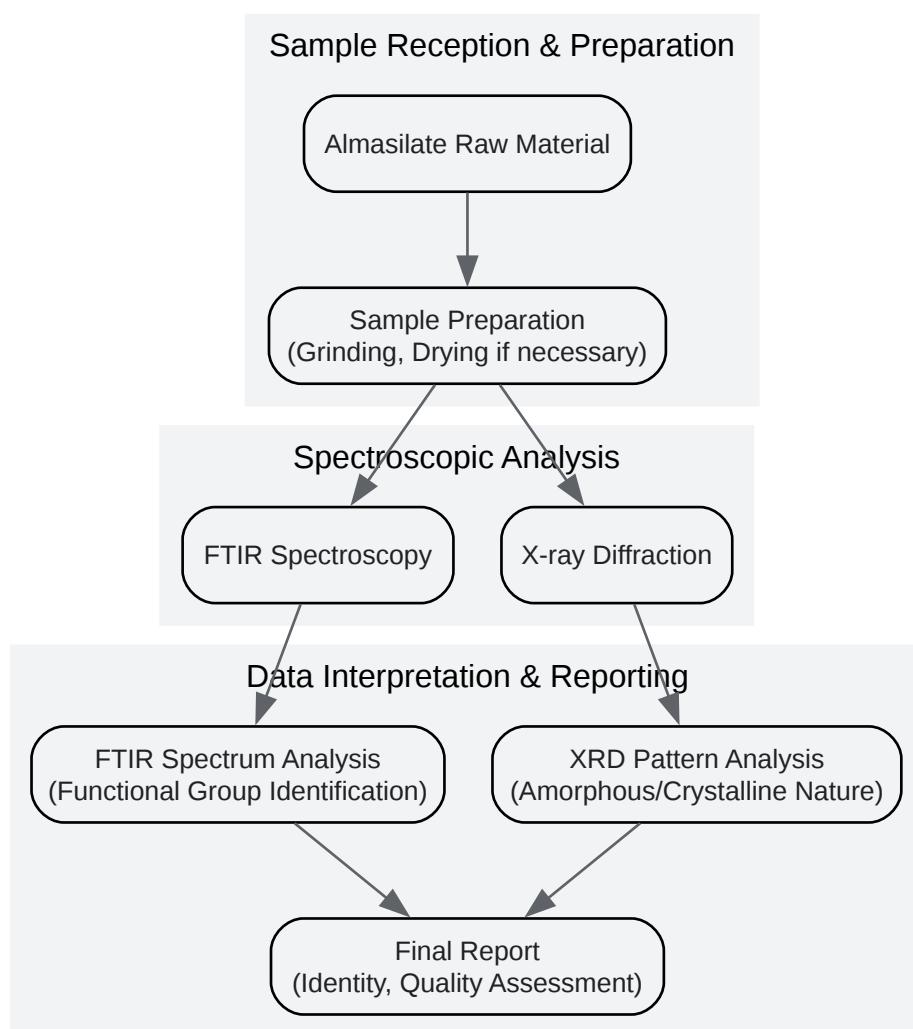 Sample Reception & Preparation
Almasilate Raw Material
Sample Preparation
(Grinding, Drying if necessary)
Spectroscopic Analysis
FTIR Spectroscopy
X-ray Diffraction
Data Interpretation & Reporting
FTIR Spectrum Analysis
(Functional Group Identification)
XRD Pattern Analysis
(Amorphous/Crystalline Nature)
Final Report
(Identity, Quality Assessment)